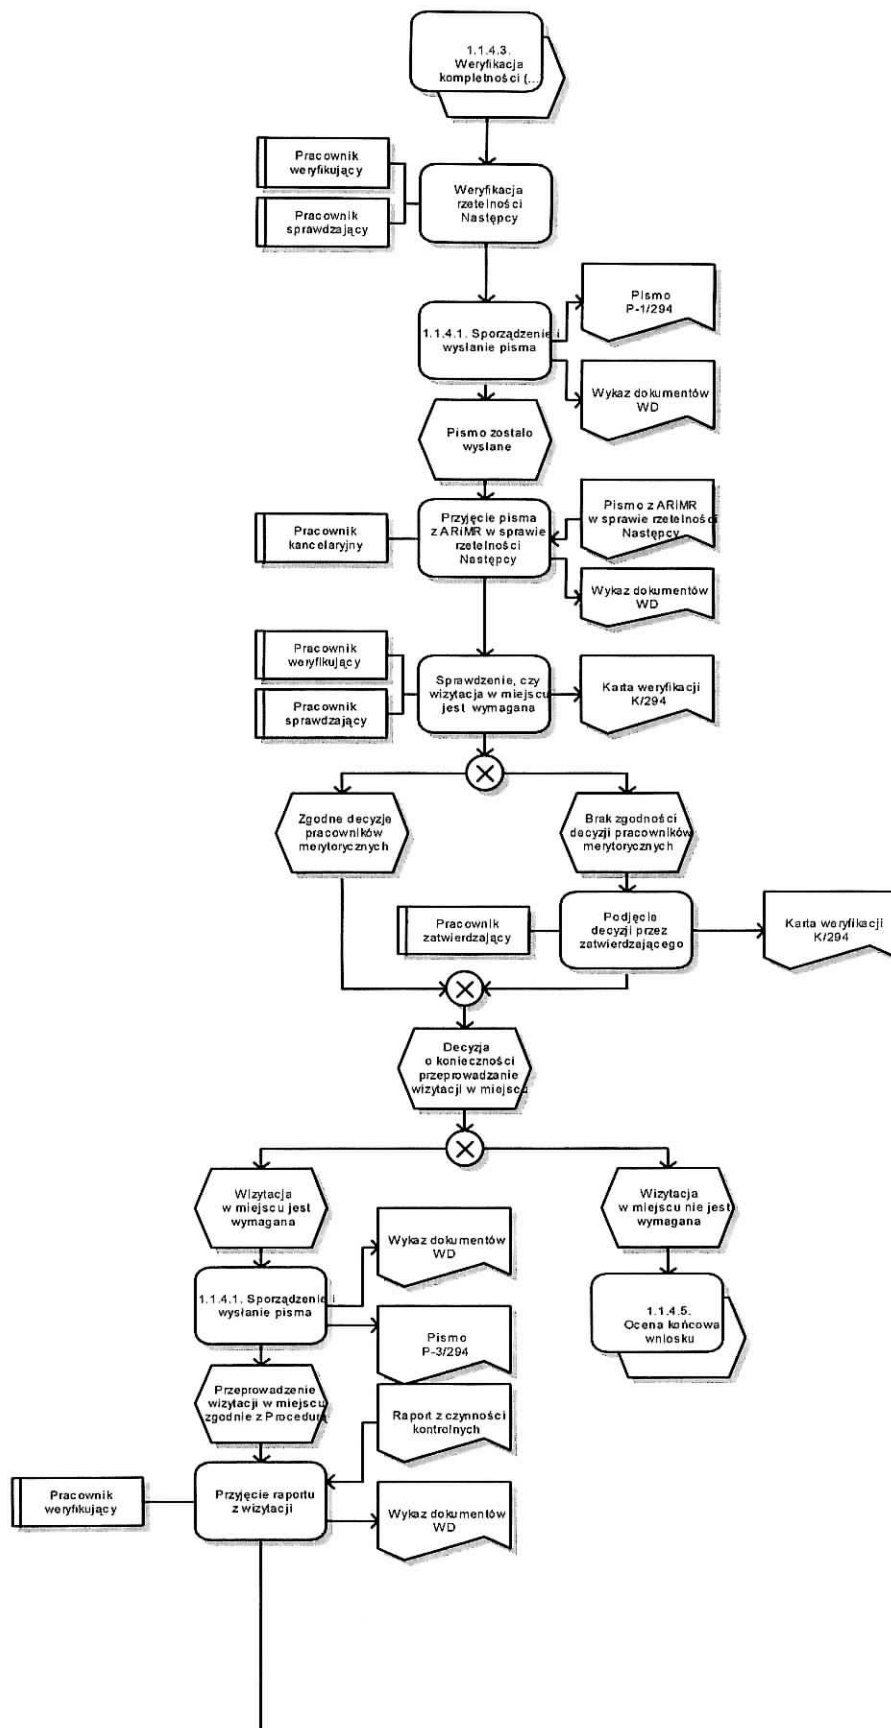 1.1.4.3.
Weryfikacja
kompletności (...
Pracownik
weryfikujący
Pracownik
sprawdzający
Weryfikacja
rzetelności
Następcy
1.1.4.1. Sporządzenie i
wysłanie pisma
Pismo
P-1/294
Wykaz dokumentów
WD
Pismo zostało
wysłane
Pracownik
kancelaryjny
Przyjęcie pisma
z ARiMR w sprawie
rzetelności
Następcy
Pismo z ARiMR
w sprawie rzetelności
Następcy
Wykaz dokumentów
WD
Pracownik
weryfikujący
Pracownik
sprawdzający
Sprawdzenie, czy
wizytacja w miejscu
jest wymagana
Karta weryfikacji
K/294
Zgodne decyzje
pracowników
merytorycznych
Brak zgodności
decyzji pracowników
merytorycznych
Pracownik
zatwierdzający
Podjęcie
decyzji przez
zatwierdzającego
Karta weryfikacji
K/294
Decyzja
o konieczności
przeprowadzanie
wizytacji w miejscu
Wizytacja
w miejscu jest
wymagana
Wizytacja
w miejscu nie jest
wymagana
Wykaz dokumentów
WD
1.1.4.1. Sporządzenie i
wysłanie pisma
Pismo
P-3/294
1.1.4.5.
Ocena końcowa
wniosku
Przeprowadzenie
wizytacji w miejscu
zgodnie z Procedurą
Raport z czynności
kontrolnych
Pracownik
weryfikujący
Przyjęcie raportu
z wizytacji
Wykaz dokumentów
WD